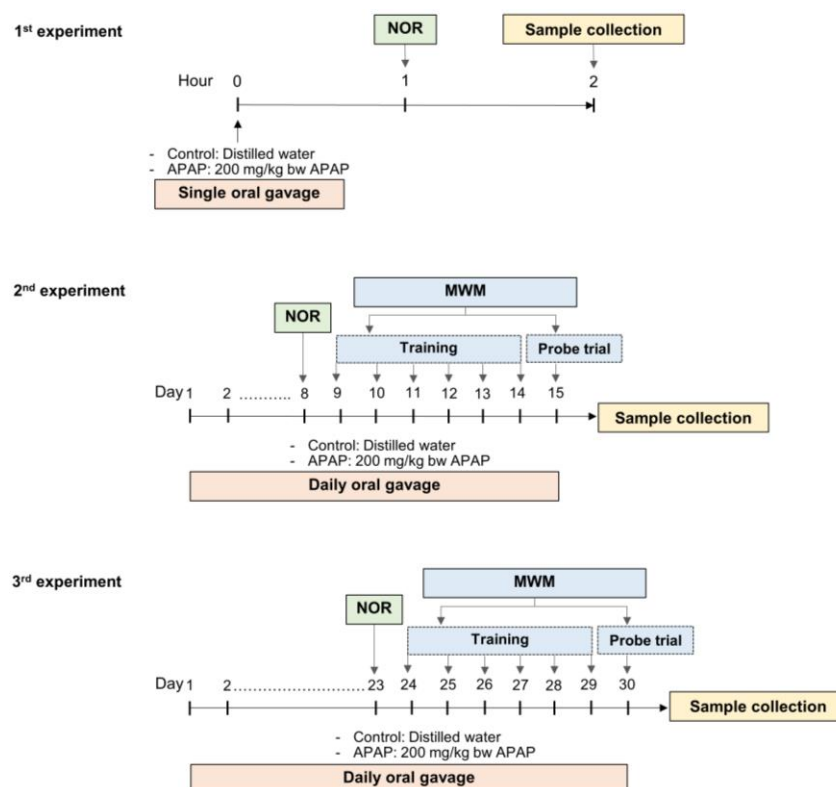 1st experiment
NOR
Sample collection
Hour
0
1
2
- Control: Distilled water
- APAP: 200 mg/kg bw APAP
Single oral gavage
2nd experiment
MWM
NOR
Training
Probe trial
Day 1 2 ........... 8 9 10 11 12 13 14 15
Sample collection
- Control: Distilled water
- APAP: 200 mg/kg bw APAP
Daily oral gavage
3rd experiment
MWM
NOR
Training
Probe trial
Day 1 2 ........................... 23 24 25 26 27 28 29 30
Sample collection
- Control: Distilled water
- APAP: 200 mg/kg bw APAP
Daily oral gavage